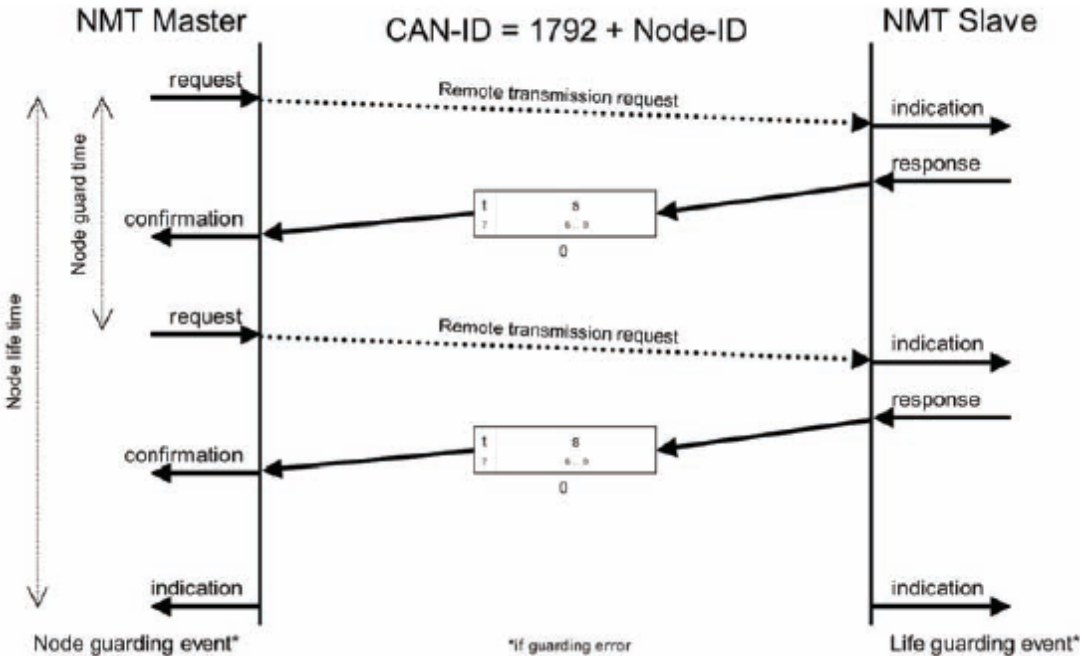 NMT Master
CAN-ID = 1792 + Node-ID
NMT Slave
request
Remote transmission request
indication
response
t s
7 6..0
0
confirmation
Node guard time
Node life time
request
Remote transmission request
indication
response
t s
7 6..0
0
confirmation
indication
indication
Node guarding event*
*if guarding error
Life guarding event*